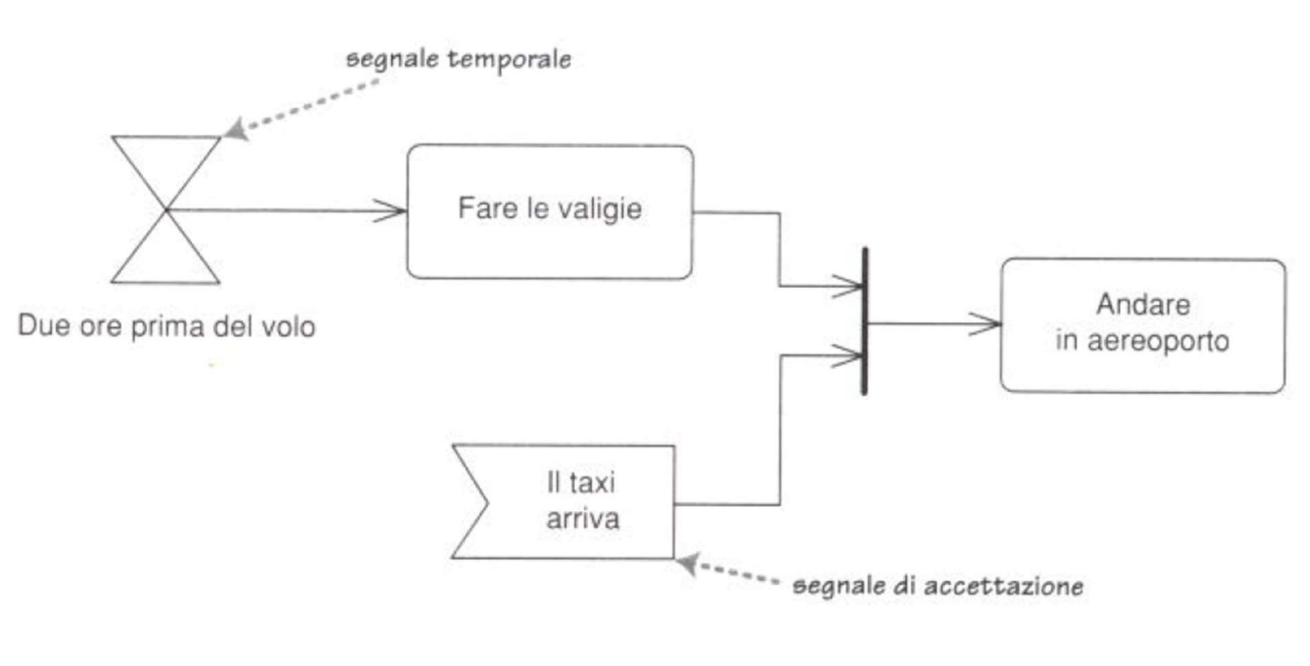 segnale temporale
Fare le valigie
Due ore prima del volo
Andare
in aereoporto
Il taxi
arriva
segnale di accettazione